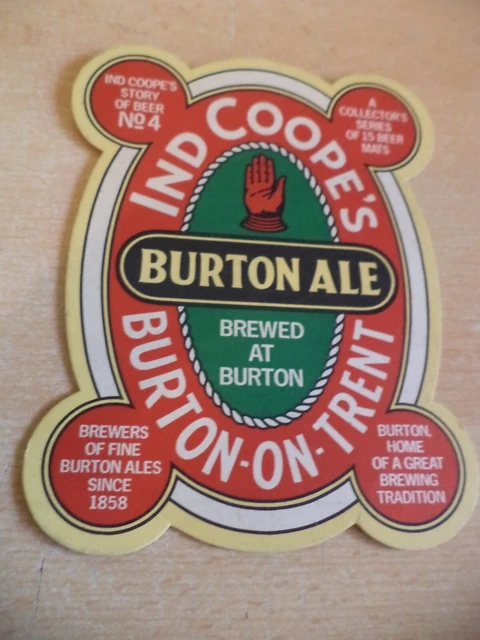 IND COOPE'S
STORY
OF BEER
No 4
A
COLLECTOR'S
SERIES
OF 15 BEER
MATS
IND COOPE'S
BURTON ALE
BREWED
AT
BURTON
BURTON-ON-TRENT
BREWERS
OF FINE
BURTON ALES
SINCE
1858
BURTON,
HOME
OF A GREAT
BREWING
TRADITION